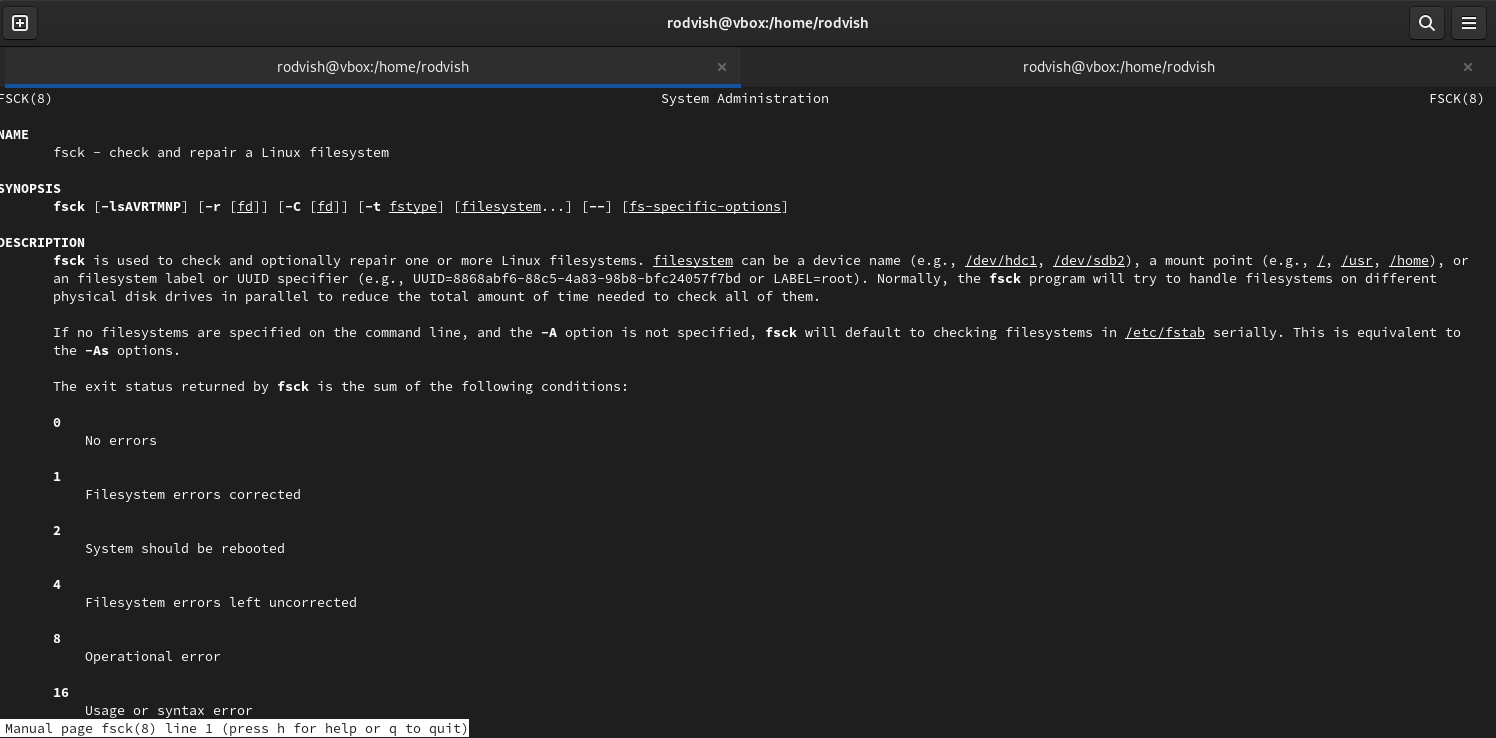 rodvish@vbox:/home/rodvish
rodvish@vbox:/home/rodvish × rodvish@vbox:/home/rodvish ×
FSCK(8) System Administration FSCK(8)
NAME
fsck - check and repair a Linux filesystem
SYNOPSIS
fsck [-lsAVRTMNP] [-r [fd]] [-C [fd]] [-t fstype] [filesystem...] [--] [fs-specific-options]
DESCRIPTION
fsck is used to check and optionally repair one or more Linux filesystems. filesystem can be a device name (e.g., /dev/hdc1, /dev/sdb2), a mount point (e.g., /, /usr, /home), or
an filesystem label or UUID specifier (e.g., UUID=8868abf6-88c5-4a83-98b8-bfc24057f7bd or LABEL=root). Normally, the fsck program will try to handle filesystems on different
physical disk drives in parallel to reduce the total amount of time needed to check all of them.
If no filesystems are specified on the command line, and the -A option is not specified, fsck will default to checking filesystems in /etc/fstab serially. This is equivalent to
the -As options.
The exit status returned by fsck is the sum of the following conditions:
0
No errors
1
Filesystem errors corrected
2
System should be rebooted
4
Filesystem errors left uncorrected
8
Operational error
16
Usage or syntax error
Manual page fsck(8) line 1 (press h for help or q to quit)